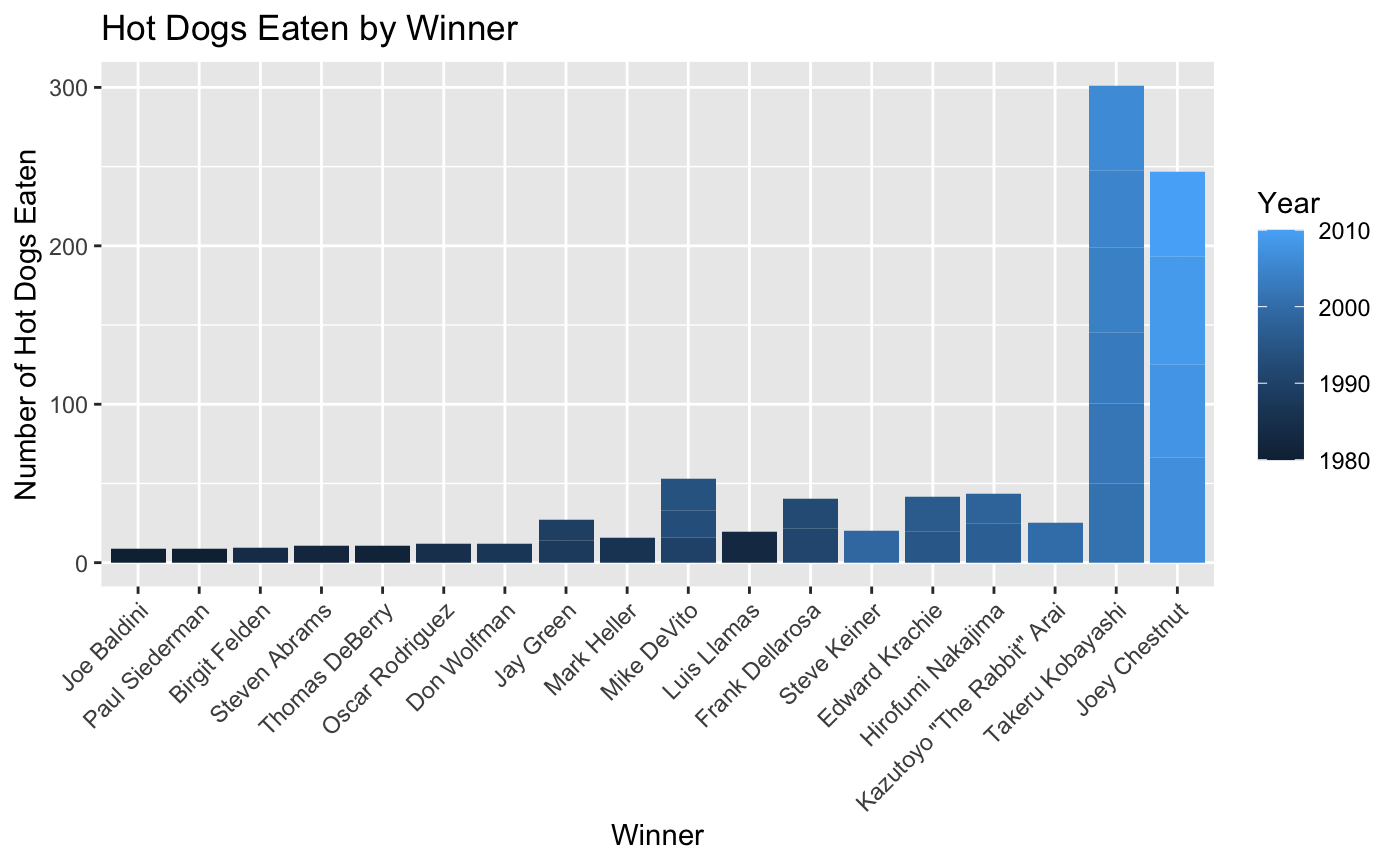 Hot Dogs Eaten by Winner
Number of Hot Dogs Eaten
300
200
100
0
Joe Baldini
Paul Siederman
Birgit Felden
Steven Abrams
Thomas DeBerry
Oscar Rodriguez
Don Wolfman
Jay Green
Mark Heller
Mike DeVito
Luis Llamas
Frank Dellarosa
Steve Keiner
Edward Krachie
Hirofumi Nakajima
Kazutoyo "The Rabbit" Arai
Takeru Kobayashi
Joey Chestnut
Winner
Year
2010
2000
1990
1980